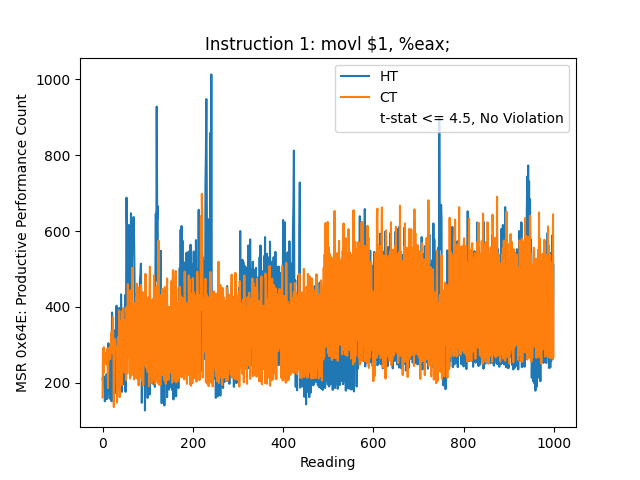 Instruction 1: movl $1, %eax;
HT
CT
t-stat <= 4.5, No Violation
MSR 0x64E: Productive Performance Count
1000
800
600
400
200
0 200 400 600 800 1000
Reading